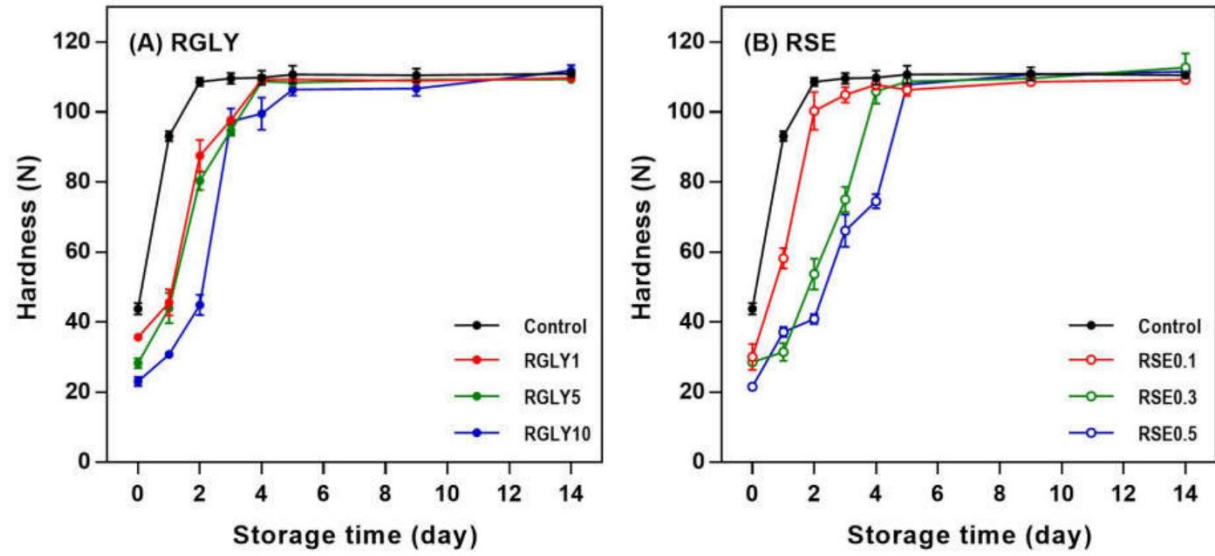 (A) RGLY
Hardness (N)
120
100
80
60
40
20
0
Control
RGLY1
RGLY5
RGLY10
0 2 4 6 8 10 12 14
Storage time (day)
(B) RSE
Hardness (N)
120
100
80
60
40
20
0
Control
RSE0.1
RSE0.3
RSE0.5
0 2 4 6 8 10 12 14
Storage time (day)